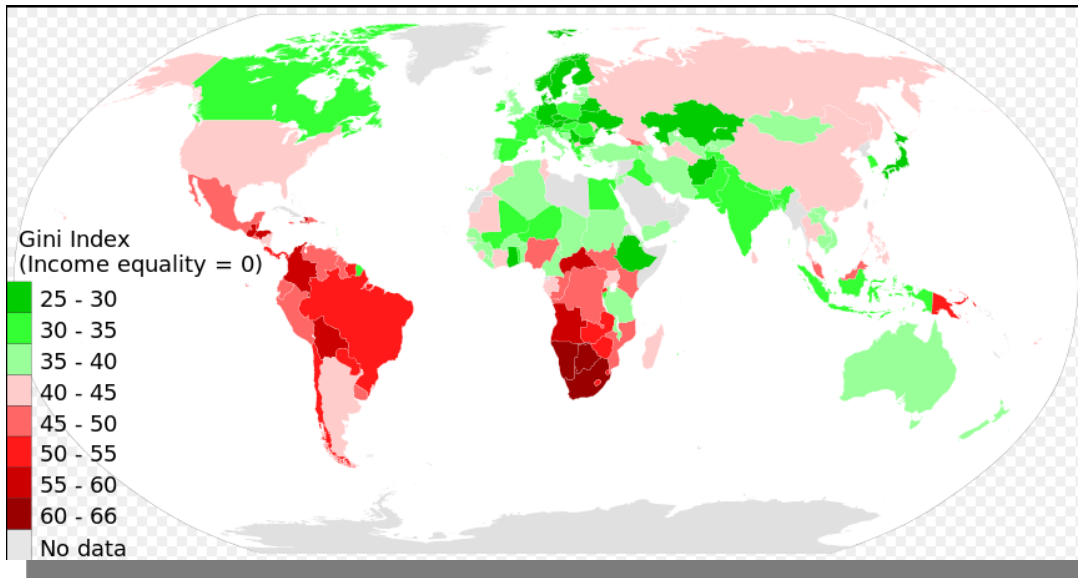 Gini Index
(Income equality = 0)
25 - 30
30 - 35
35 - 40
40 - 45
45 - 50
50 - 55
55 - 60
60 - 66
No data